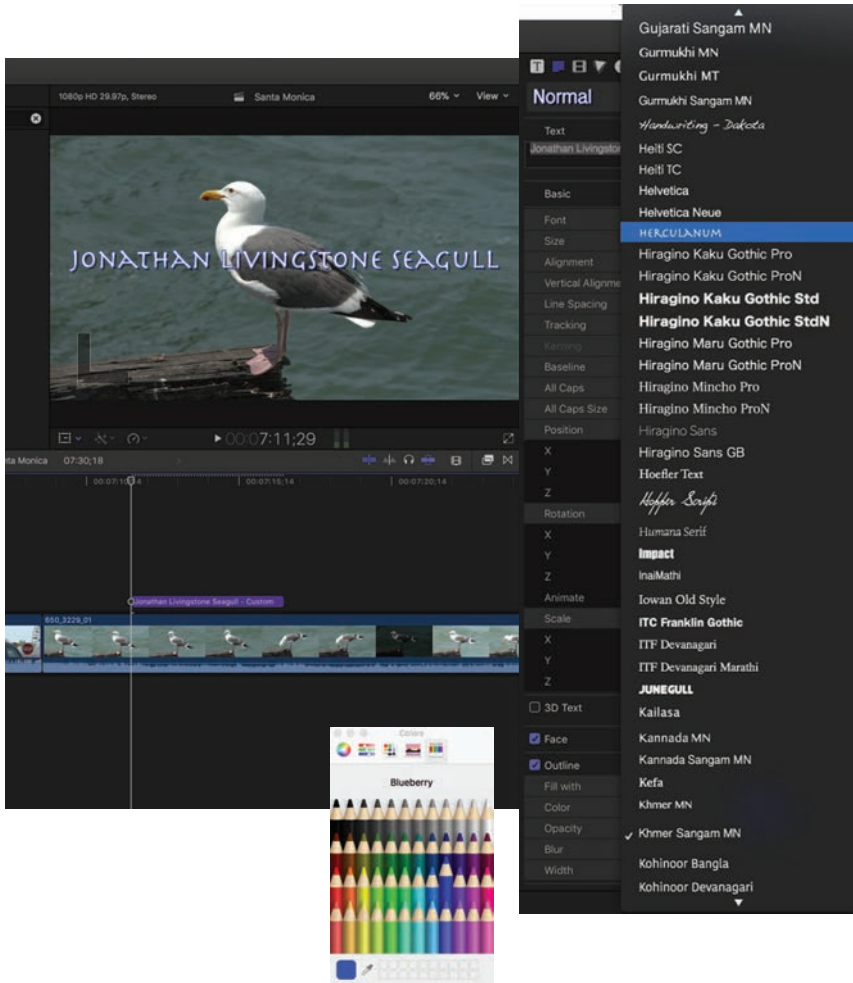 1080p HD 29.97p, Stereo
Santa Monica
66%
View
JONATHAN LIVINGSTONE SEAGULL
00:00:07:11;29
nta Monica
07:30;18
00:07:10;14
00:07:15;14
00:07:20;14
Jonathan Livingstone Seagull - Custom
650_3229_01
T
Normal
Text
Jonathan Livingston
Basic
Font
Size
Alignment
Vertical Alignme
Line Spacing
Tracking
Kerning
Baseline
All Caps
All Caps Size
Position
X
Y
Z
Rotation
X
Y
Z
Animate
Scale
X
Y
Z
3D Text
Face
Outline
Fill with
Color
Opacity
Blur
Width
Gujarati Sangam MN
Gurmukhi MN
Gurmukhi MT
Gurmukhi Sangam MN
Handwriting - Dakota
Heiti SC
Heiti TC
Helvetica
Helvetica Neue
HERCULANUM
Hiragino Kaku Gothic Pro
Hiragino Kaku Gothic ProN
Hiragino Kaku Gothic Std
Hiragino Kaku Gothic StdN
Hiragino Maru Gothic Pro
Hiragino Maru Gothic ProN
Hiragino Mincho Pro
Hiragino Mincho ProN
Hiragino Sans
Hiragino Sans GB
Hoefler Text
Hopper Script
Humana Serif
Impact
InaiMathi
Iowan Old Style
ITC Franklin Gothic
ITF Devanagari
ITF Devanagari Marathi
JUNEGULL
Kailasa
Kannada MN
Kannada Sangam MN
Kefa
Khmer MN
✓ Khmer Sangam MN
Kohinoor Bangla
Kohinoor Devanagari
Colors
Blueberry